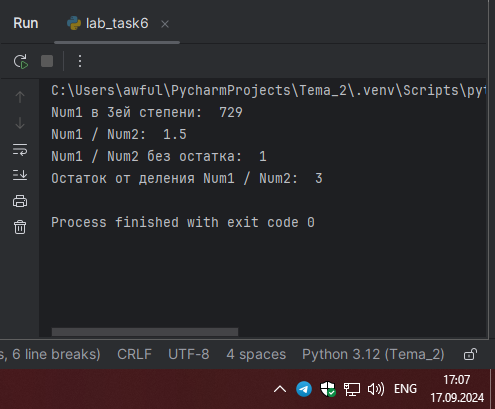 Run
lab_task6
C:\Users\awful\PycharmProjects\Tema_2\.venv\Scripts\pyt
Num1 в 3ей степени:  729
Num1 / Num2:  1.5
Num1 / Num2 без остатка:  1
Остаток от деления Num1 / Num2:  3
Process finished with exit code 0
s, 6 line breaks) CRLF UTF-8 4 spaces Python 3.12 (Tema_2)
ENG
17:07
17.09.2024